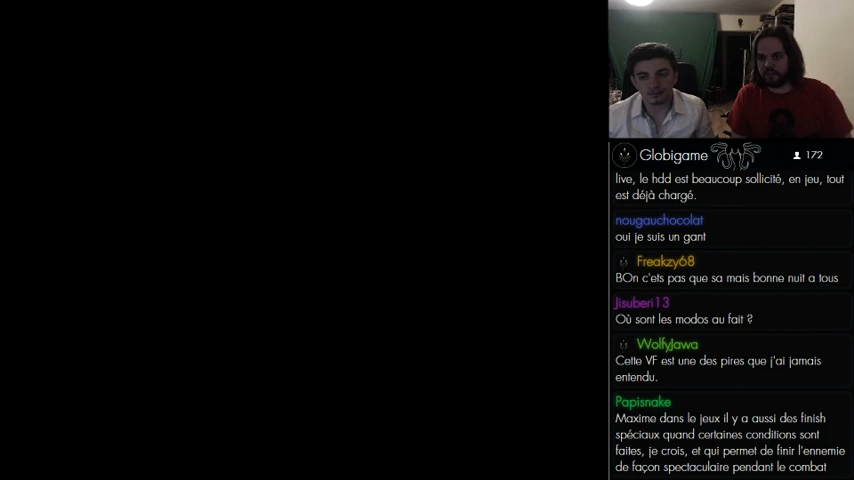 Globigame
172
live, le hdd est beaucoup sollicité, en jeu, tout
est déjà chargé.
nougauchocolat
oui je suis un gant
Freakzy68
BOn c'ets pas que sa mais bonne nuit a tous
Jisuberi13
Où sont les modos au fait ?
WolfyJawa
Cette VF est une des pires que j'ai jamais
entendu.
Papisnake
Maxime dans le jeux il y a aussi des finish
spéciaux quand certaines conditions sont
faites, je crois, et qui permet de finir l'ennemie
de façon spectaculaire pendant le combat